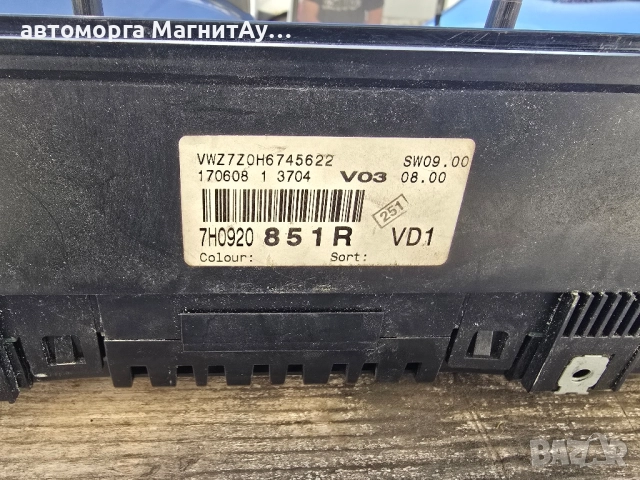 автоморга МагнитАу...
VWZ7Z0H6745622 SW09.00
170608 1 3704 V03 08.00
251
7H0920 851R VD1
Colour: Sort:
BAZAR